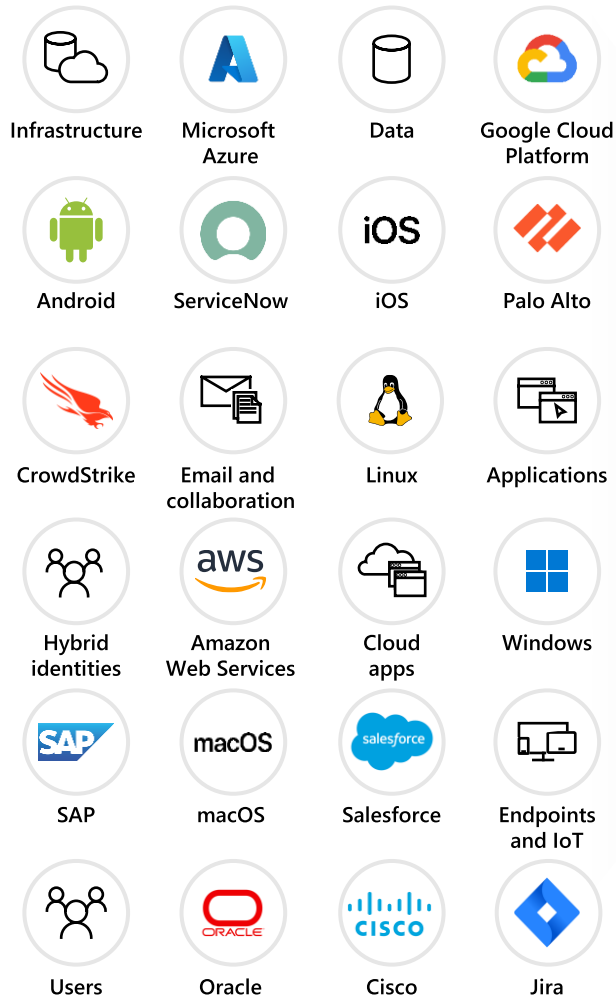 Infrastructure
Microsoft
Azure
Data
Google Cloud
Platform
Android
ServiceNow
iOS
iOS
Palo Alto
CrowdStrike
Email and
collaboration
Linux
Applications
aws
Hybrid
identities
Amazon
Web Services
Cloud
apps
Windows
SAP
macOS
salesforce
SAP
macOS
Salesforce
Endpoints
and IoT
ORACLE
CISCO
Users
Oracle
Cisco
Jira